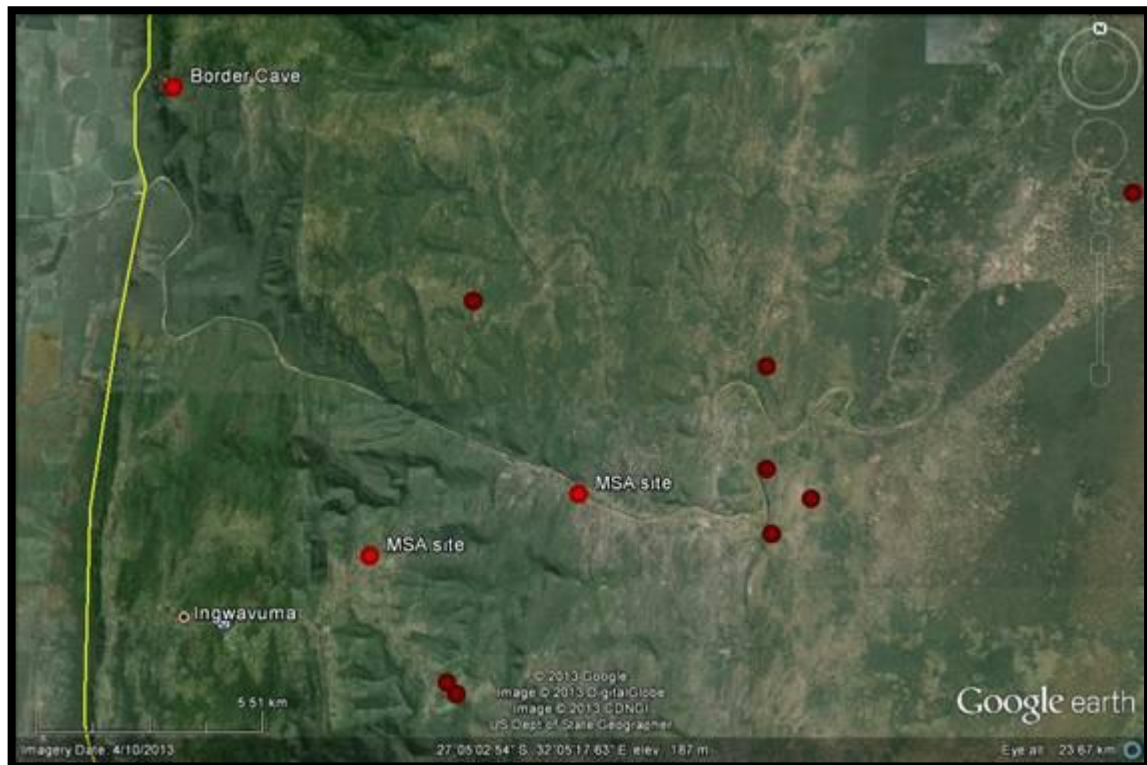 N
Border Cave
MSA site
MSA site
Ingwavuma
© 2013 Google
Image © 2013 DigitalGlobe
Image © 2013 CDNGI
US Dept of State Geographer
5.51 km
Google earth
Imagery Date: 4/10/2013
27°05'02.54" S 32°05'17.63" E elev 187 m
Eye alt 23.67 km